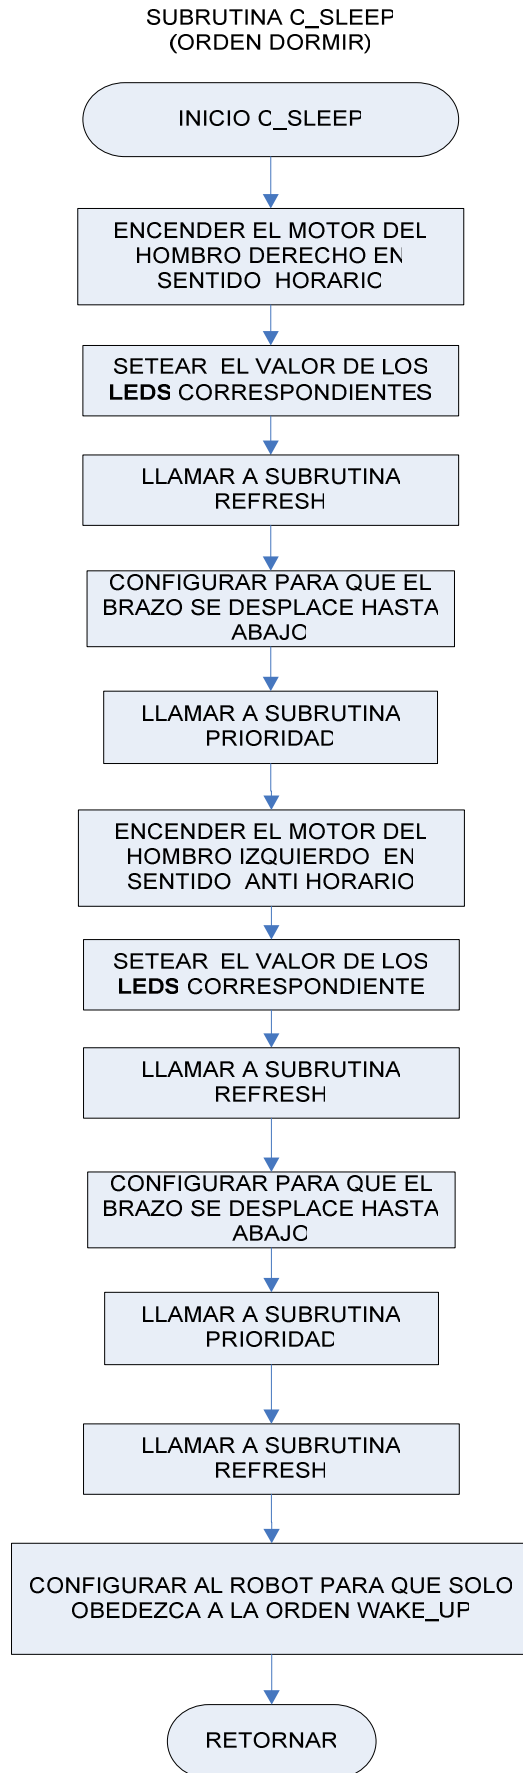 SUBRUTINA C_SLEEP
(ORDEN DORMIR)
INICIO C_SLEEP
ENCENDER EL MOTOR DEL
HOMBRO DERECHO EN
SENTIDO HORARIO
SETEAR EL VALOR DE LOS
LEDS CORRESPONDIENTES
LLAMAR A SUBRUTINA
REFRESH
CONFIGURAR PARA QUE EL
BRAZO SE DESPLACE HASTA
ABAJO
LLAMAR A SUBRUTINA
PRIORIDAD
ENCENDER EL MOTOR DEL
HOMBRO IZQUIERDO EN
SENTIDO ANTI HORARIO
SETEAR EL VALOR DE LOS
LEDS CORRESPONDIENTE
LLAMAR A SUBRUTINA
REFRESH
CONFIGURAR PARA QUE EL
BRAZO SE DESPLACE HASTA
ABAJO
LLAMAR A SUBRUTINA
PRIORIDAD
LLAMAR A SUBRUTINA
REFRESH
CONFIGURAR AL ROBOT PARA QUE SOLO
OBEDEZCA A LA ORDEN WAKE_UP
RETORNAR